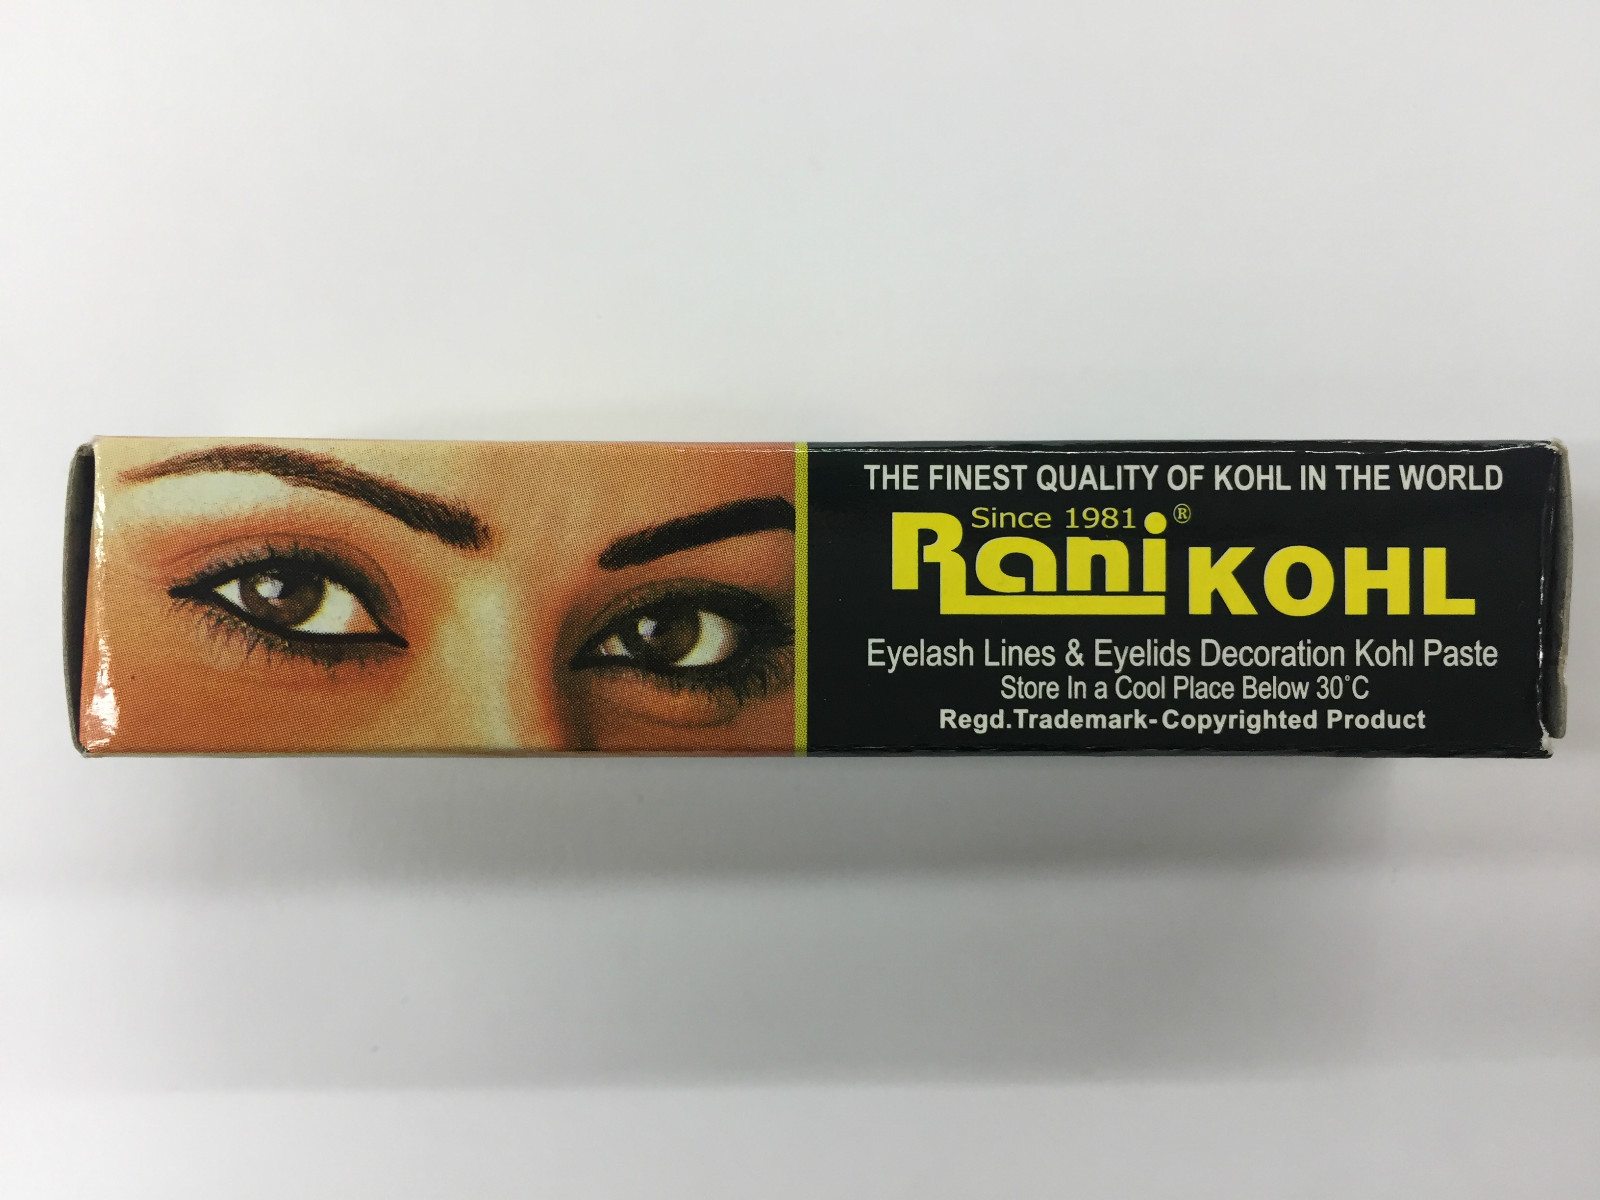 THE FINEST QUALITY OF KOHL IN THE WORLD
Since 1981
Rani® KOHL
Eyelash Lines & Eyelids Decoration Kohl Paste
Store In a Cool Place Below 30°C
Regd.Trademark-Copyrighted Product